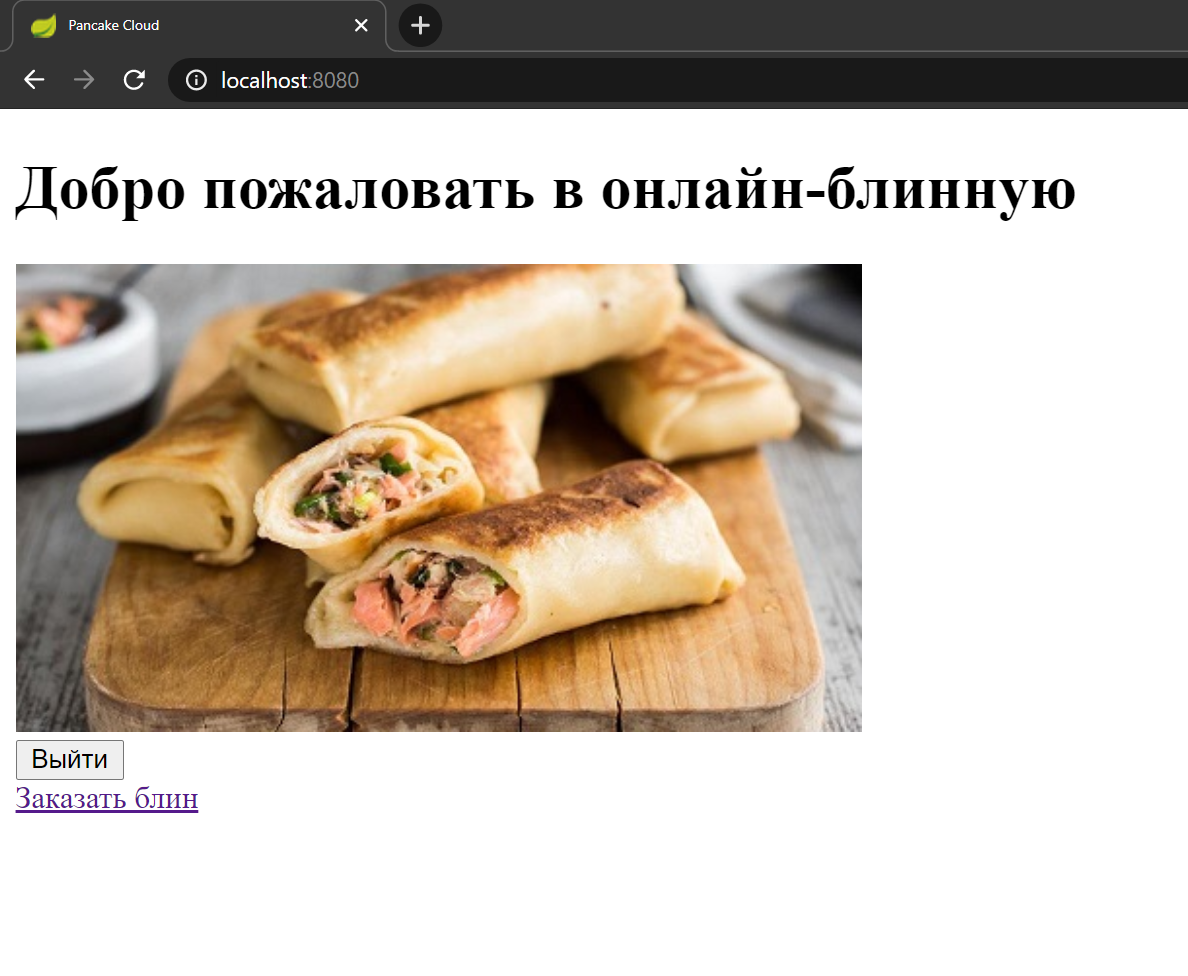 Pancake Cloud
localhost:8080
Добро пожаловать в онлайн-блинную
Выйти
Заказать блин